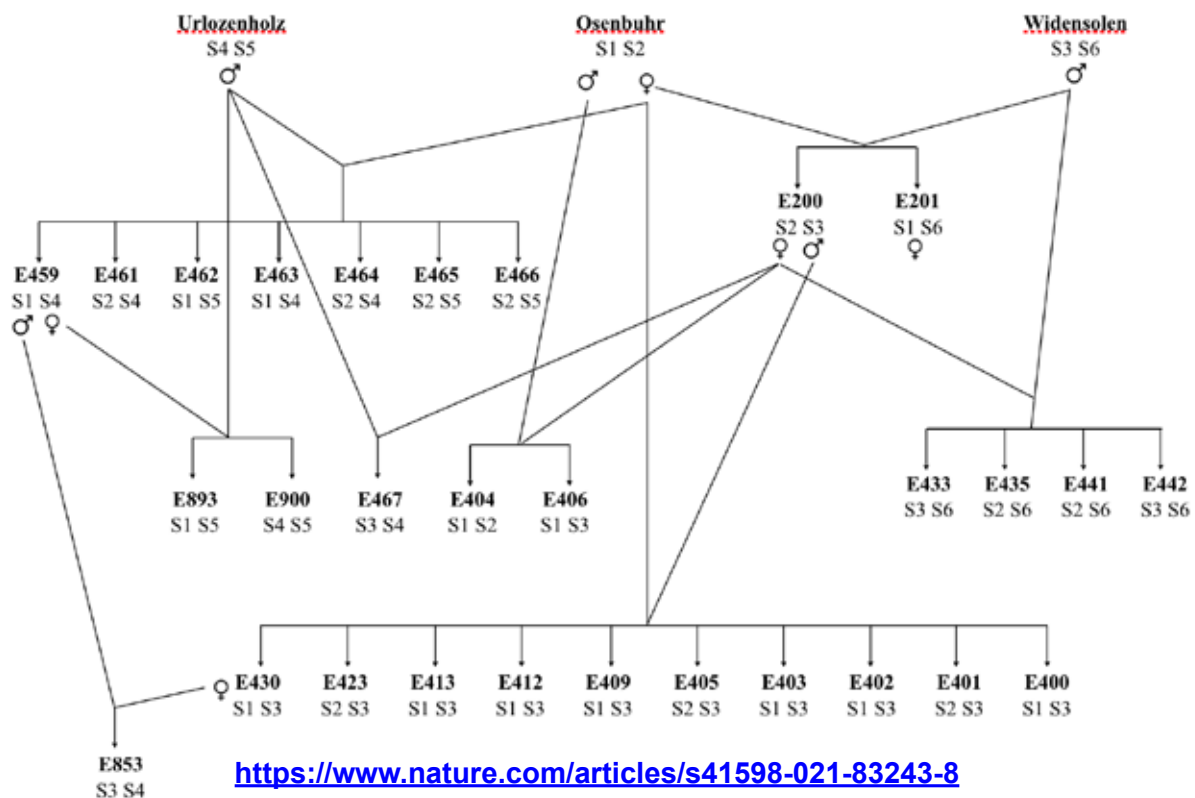 Urlozenholz Osenbuhr Widensolen
S4 S5 S1 S2 S3 S6
E200 E201
S2 S3 S1 S6
E459 E461 E462 E463 E464 E465 E466
S1 S4 S2 S4 S1 S5 S1 S4 S2 S4 S2 S5 S2 S5
E893 E900 E467 E404 E406 E433 E435 E441 E442
S1 S5 S4 S5 S3 S4 S1 S2 S1 S3 S3 S6 S2 S6 S2 S6 S3 S6
E430 E423 E413 E412 E409 E405 E403 E402 E401 E400
S1 S3 S2 S3 S1 S3 S1 S3 S1 S3 S2 S3 S1 S3 S1 S3 S2 S3 S1 S3
E853
S3 S4
https://www.nature.com/articles/s41598-021-83243-8